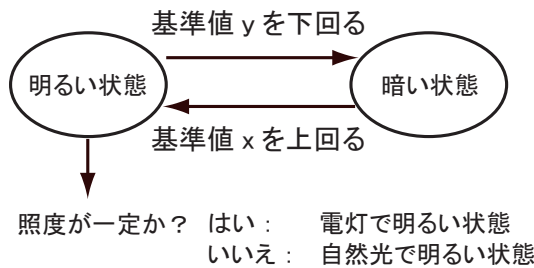 基準値 y を下回る
明るい状態
暗い状態
基準値 x を上回る
照度が一定か? はい: 電灯で明るい状態
いいえ: 自然光で明るい状態